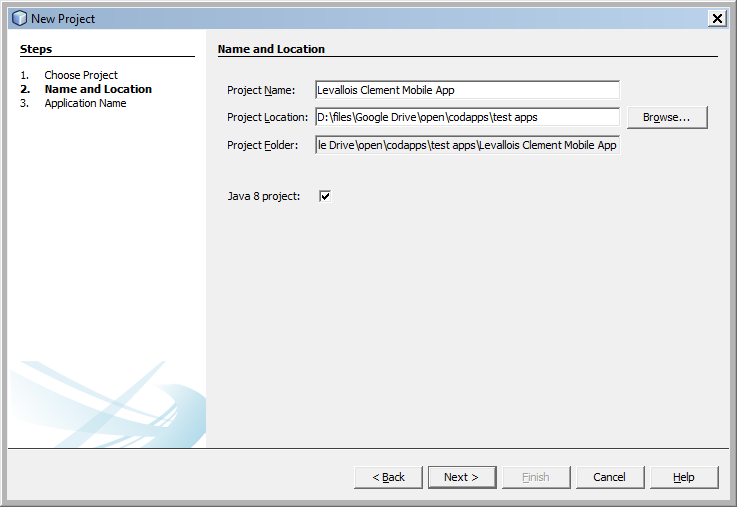 New Project
Steps
1. Choose Project
2. Name and Location
3. Application Name
Name and Location
Project Name: Levallois Clement Mobile App
Project Location: D:\files\Google Drive\open\codapps\test apps Browse...
Project Folder: le Drive\open\codapps\test apps\Levallois Clement Mobile App
Java 8 project:
< Back Next > Finish Cancel Help